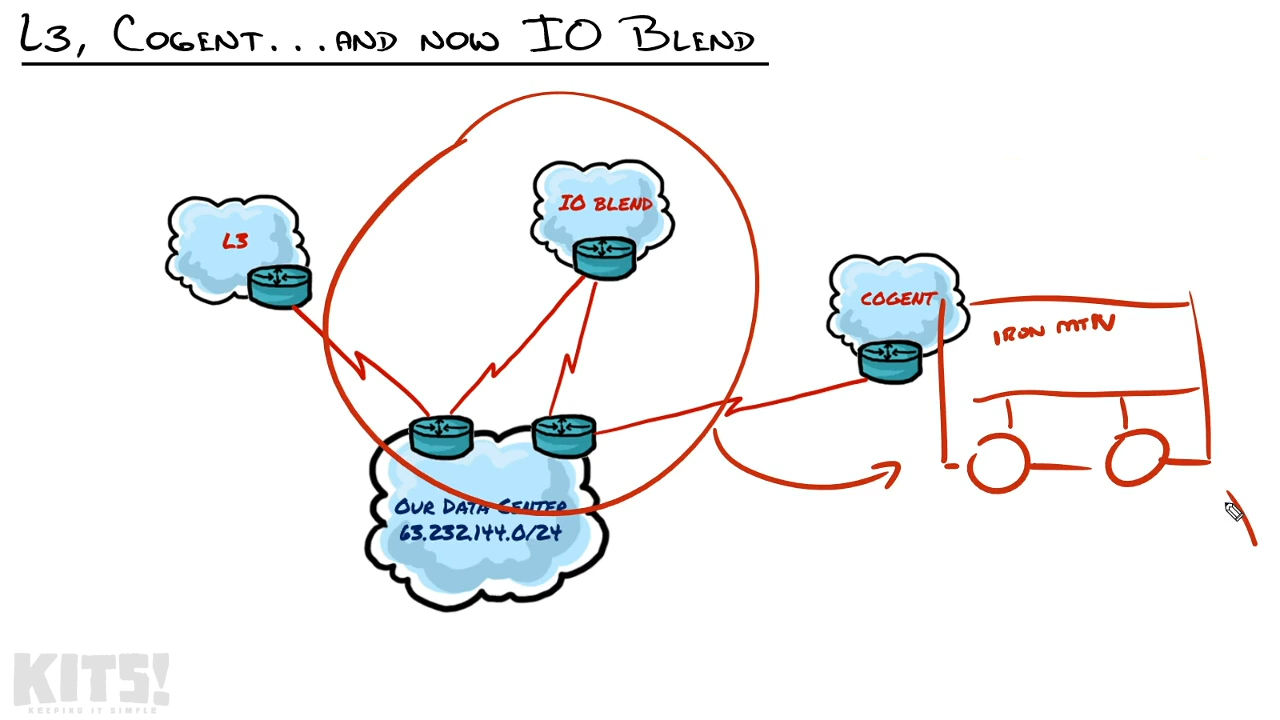 L3, COGENT...AND NOW IO BLEND
IO BLEND
L3
COGENT
IRON MTN
OUR DATA CENTER
63.232.144.0/24
KITS!
KEEPING IT SIMPLE